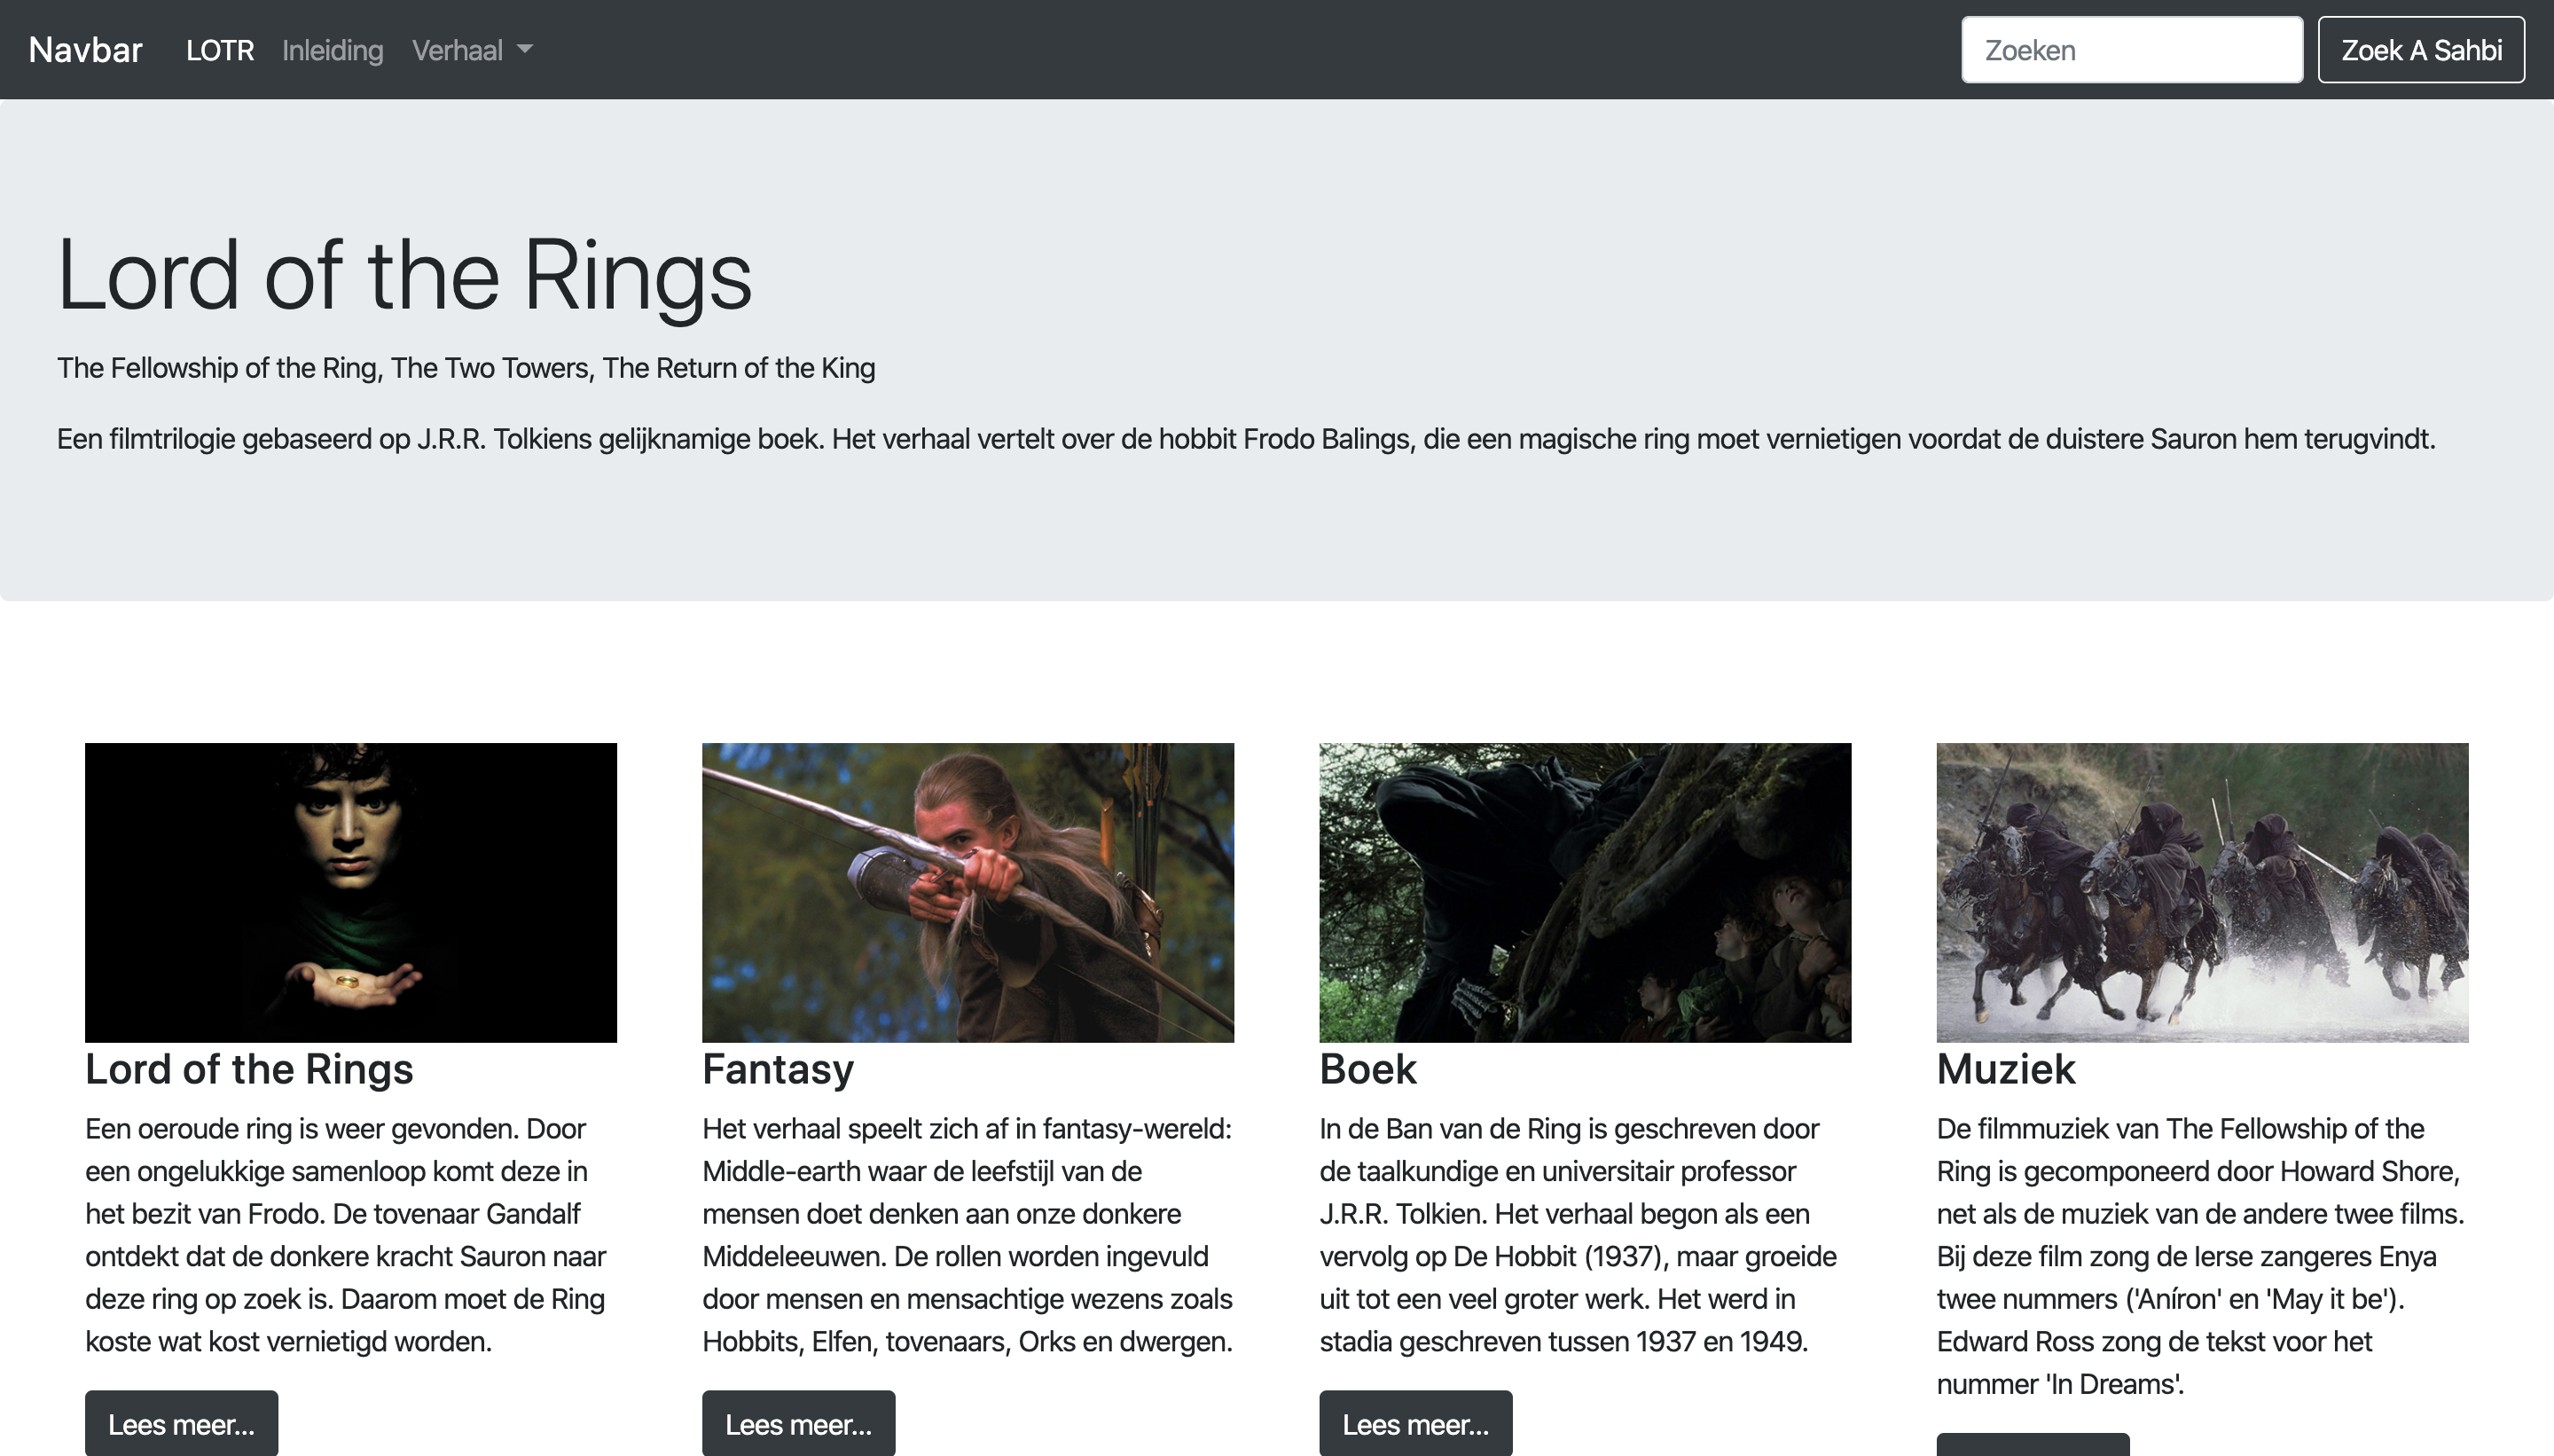 Navbar LOTR Inleiding Verhaal Zoeken Zoek A Sahbi
Lord of the Rings
The Fellowship of the Ring, The Two Towers, The Return of the King
Een filmtrilogie gebaseerd op J.R.R. Tolkiens gelijknamige boek. Het verhaal vertelt over de hobbit Frodo Balings, die een magische ring moet vernietigen voordat de duistere Sauron hem terugvindt.
Lord of the Rings
Een oeroude ring is weer gevonden. Door
een ongelukkige samenloop komt deze in
het bezit van Frodo. De tovenaar Gandalf
ontdekt dat de donkere kracht Sauron naar
deze ring op zoek is. Daarom moet de Ring
koste wat kost vernietigd worden.
Lees meer...
Fantasy
Het verhaal speelt zich af in fantasy-wereld:
Middle-earth waar de leefstijl van de
mensen doet denken aan onze donkere
Middeleeuwen. De rollen worden ingevuld
door mensen en mensachtige wezens zoals
Hobbits, Elfen, tovenaars, Orks en dwergen.
Lees meer...
Boek
In de Ban van de Ring is geschreven door
de taalkundige en universitair professor
J.R.R. Tolkien. Het verhaal begon als een
vervolg op De Hobbit (1937), maar groeide
uit tot een veel groter werk. Het werd in
stadia geschreven tussen 1937 en 1949.
Lees meer...
Muziek
De filmmuziek van The Fellowship of the
Ring is gecomponeerd door Howard Shore,
net als de muziek van de andere twee films.
Bij deze film zong de Ierse zangeres Enya
twee nummers ('Aníron' en 'May it be').
Edward Ross zong de tekst voor het
nummer 'In Dreams'.